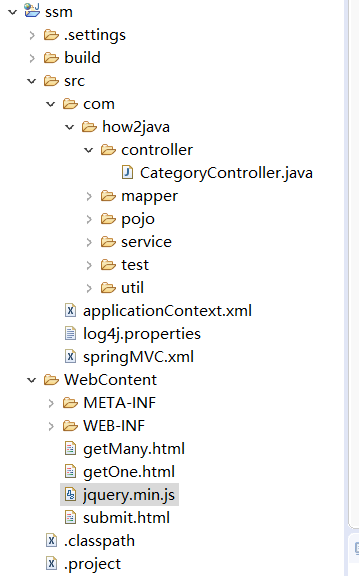 ssm
.settings
build
src
com
how2java
controller
CategoryController.java
mapper
pojo
service
test
util
applicationContext.xml
log4j.properties
springMVC.xml
WebContent
META-INF
WEB-INF
getMany.html
getOne.html
jquery.min.js
submit.html
.classpath
.project